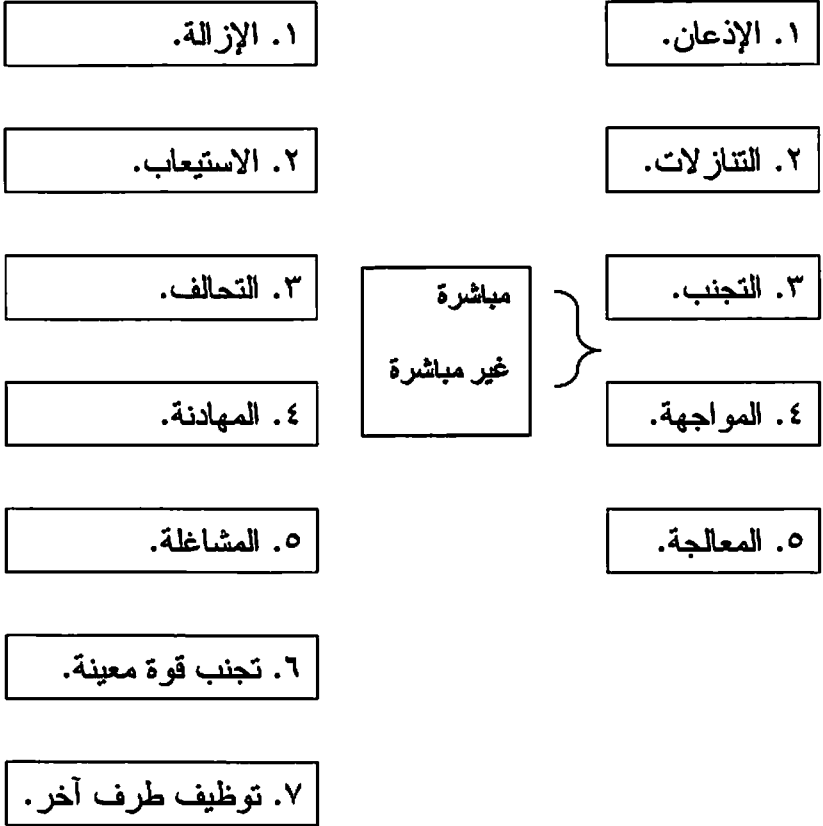 ١. الإذعان.
٢. التنازلات.
٣. التجنب.
٤. المواجهة.
٥. المعالجة.
مباشرة
غير مباشرة
١. الإزالة.
٢. الاستيعاب.
٣. التحالف.
٤. المهادنة.
٥. المشاغلة.
٦. تجنب قوة معينة.
٧. توظيف طرف آخر.